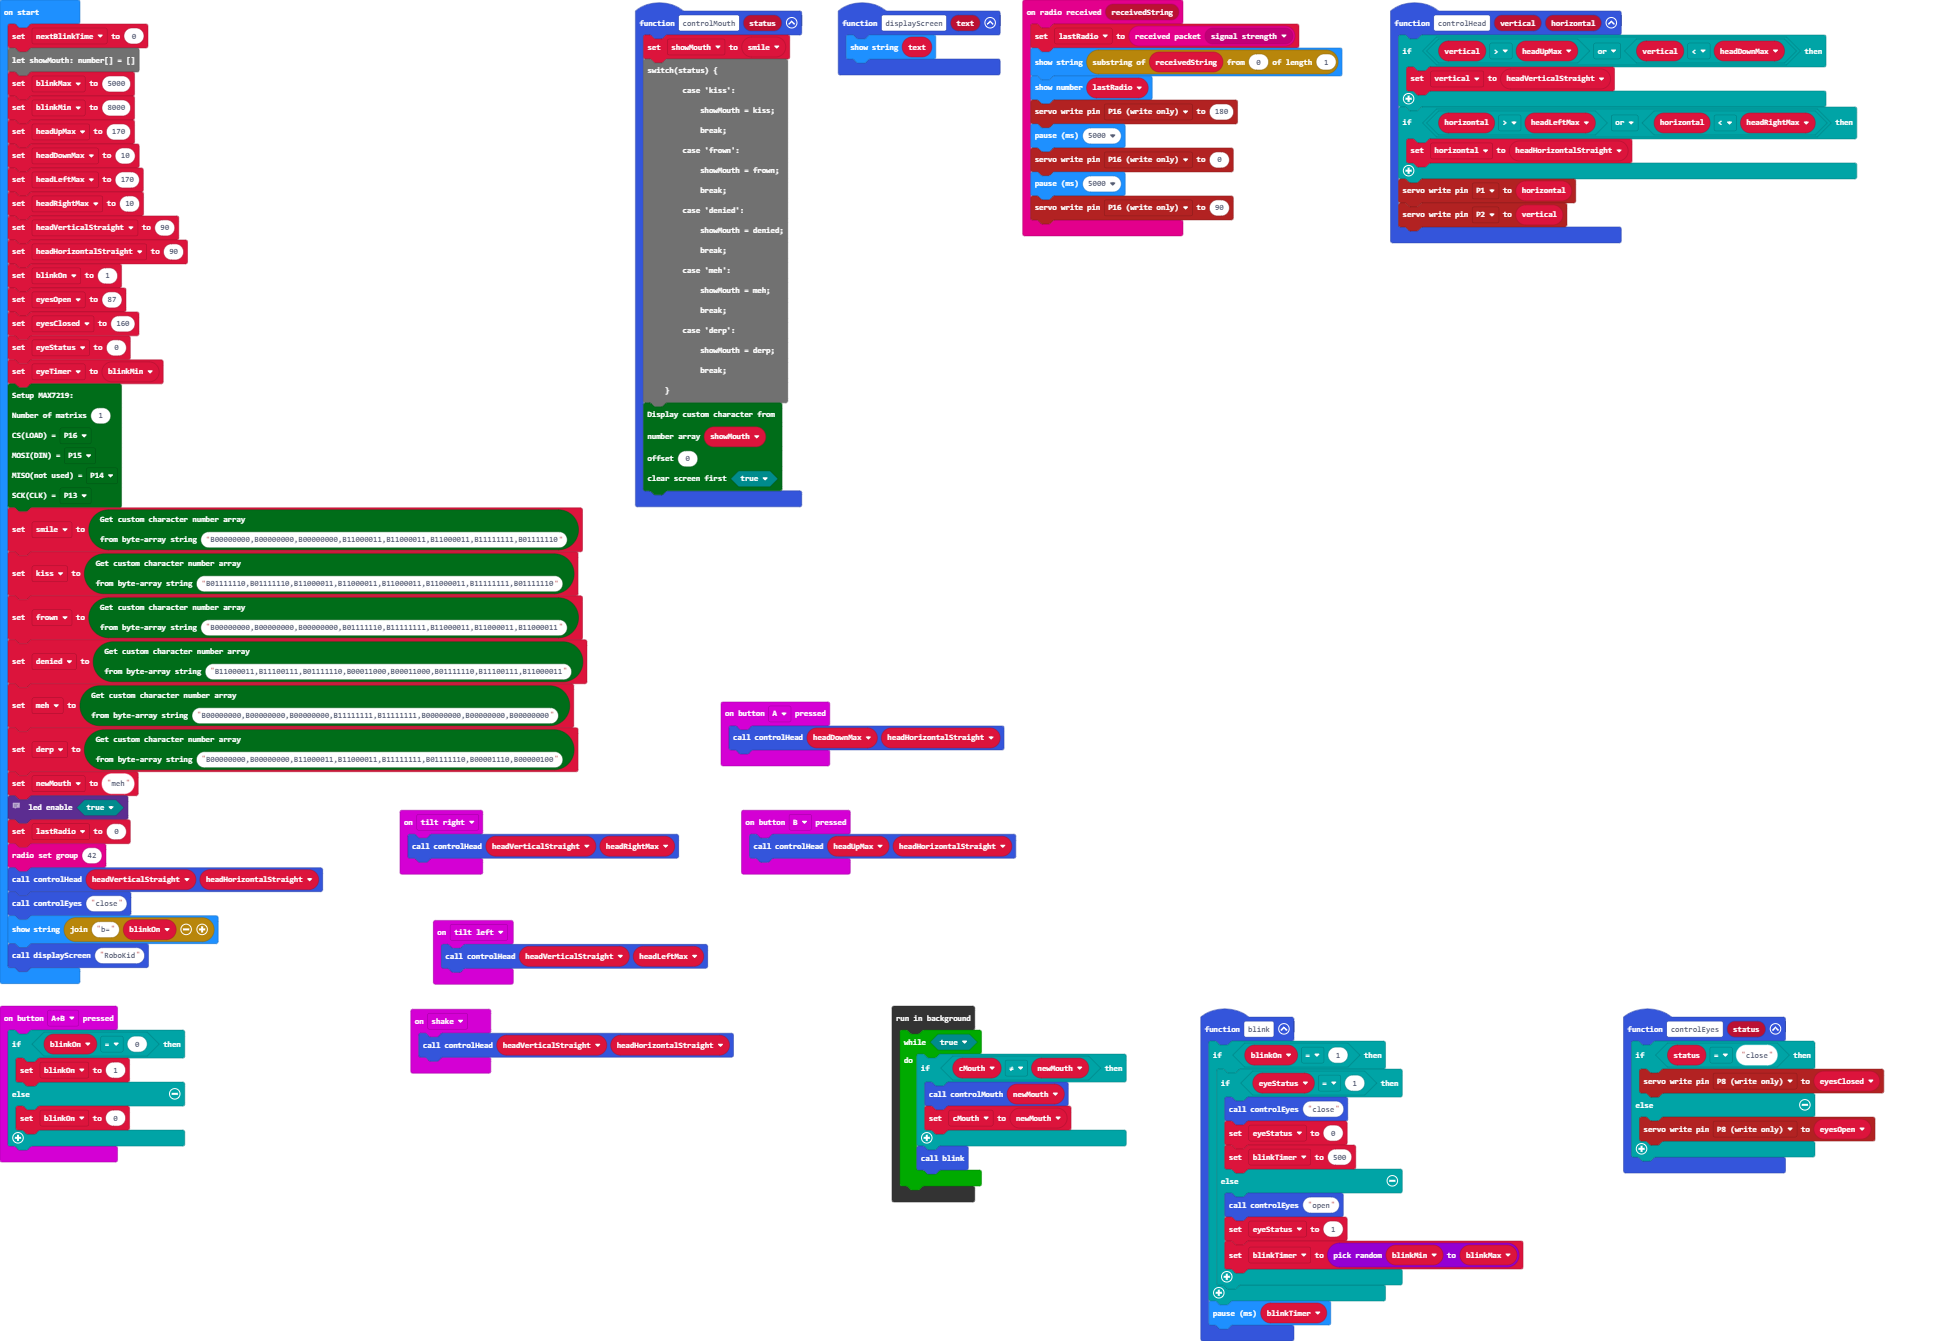 on start
set nextBlinkTime to 0
let showMouth: number[] = []
set blinkMax to 5000
set blinkMin to 8000
set headUpMax to 170
set headDownMax to 10
set headLeftMax to 170
set headRightMax to 10
set headVerticalStraight to 90
set headHorizontalStraight to 90
set blinkOn to 1
set eyesOpen to 87
set eyesClosed to 160
set eyeStatus to 0
set eyeTimer to blinkMin
Setup MAX7219:
Number of matrixs 1
CS(LOAD) = P16
MOSI(DIN) = P15
MISO(not used) = P14
SCK(CLK) = P13
set smile to Get custom character number array
from byte-array string "B00000000,B00000000,B00000000,B11000011,B11000011,B11000011,B11111111,B01111110"
set kiss to Get custom character number array
from byte-array string "B01111110,B01111110,B11000011,B11000011,B11000011,B11000011,B11111111,B01111110"
set frown to Get custom character number array
from byte-array string "B00000000,B00000000,B00000000,B01111110,B11111111,B11000011,B11000011,B11000011"
set denied to Get custom character number array
from byte-array string "B11000011,B11100111,B01111110,B00011000,B00011000,B01111110,B11100111,B11000011"
set meh to Get custom character number array
from byte-array string "B00000000,B00000000,B00000000,B11111111,B11111111,B00000000,B00000000,B00000000"
set derp to Get custom character number array
from byte-array string "B00000000,B00000000,B11000011,B11000011,B11111111,B01111110,B00001110,B00000100"
set newMouth to "meh"
led enable true
set lastRadio to 0
radio set group 42
call controlHead headVerticalStraight headHorizontalStraight
call controlEyes "close"
show string join "b=" blinkOn
call displayScreen "RoboKid"
function controlMouth status
set showMouth to smile
switch(status) {
case 'kiss':
showMouth = kiss;
break;
case 'frown':
showMouth = frown;
break;
case 'denied':
showMouth = denied;
break;
case 'meh':
showMouth = meh;
break;
case 'derp':
showMouth = derp;
break;
}
Display custom character from
number array showMouth
offset 0
clear screen first true
function displayScreen text
show string text
on radio received receivedString
set lastRadio to received packet signal strength
show string substring of receivedString from 0 of length 1
show number lastRadio
servo write pin P16 (write only) to 180
pause (ms) 5000
servo write pin P16 (write only) to 0
pause (ms) 5000
servo write pin P16 (write only) to 90
function controlHead vertical horizontal
if vertical > headUpMax or vertical < headDownMax then
set vertical to headVerticalStraight
if horizontal > headLeftMax or horizontal < headRightMax then
set horizontal to headHorizontalStraight
servo write pin P1 to horizontal
servo write pin P2 to vertical
on button A pressed
call controlHead headDownMax headHorizontalStraight
on tilt right
call controlHead headVerticalStraight headRightMax
on button B pressed
call controlHead headUpMax headHorizontalStraight
on tilt left
call controlHead headVerticalStraight headLeftMax
on button A+B pressed
if blinkOn = 0 then
set blinkOn to 1
else
set blinkOn to 0
on shake
call controlHead headVerticalStraight headHorizontalStraight
run in background
while true
do
if cMouth ≠ newMouth then
call controlMouth newMouth
set cMouth to newMouth
call blink
function blink
if blinkOn = 1 then
if eyeStatus = 1 then
call controlEyes "close"
set eyeStatus to 0
set blinkTimer to 500
else
call controlEyes "open"
set eyeStatus to 1
set blinkTimer to pick random blinkMin to blinkMax
pause (ms) blinkTimer
function controlEyes status
if status = "close" then
servo write pin P8 (write only) to eyesClosed
else
servo write pin P8 (write only) to eyesOpen